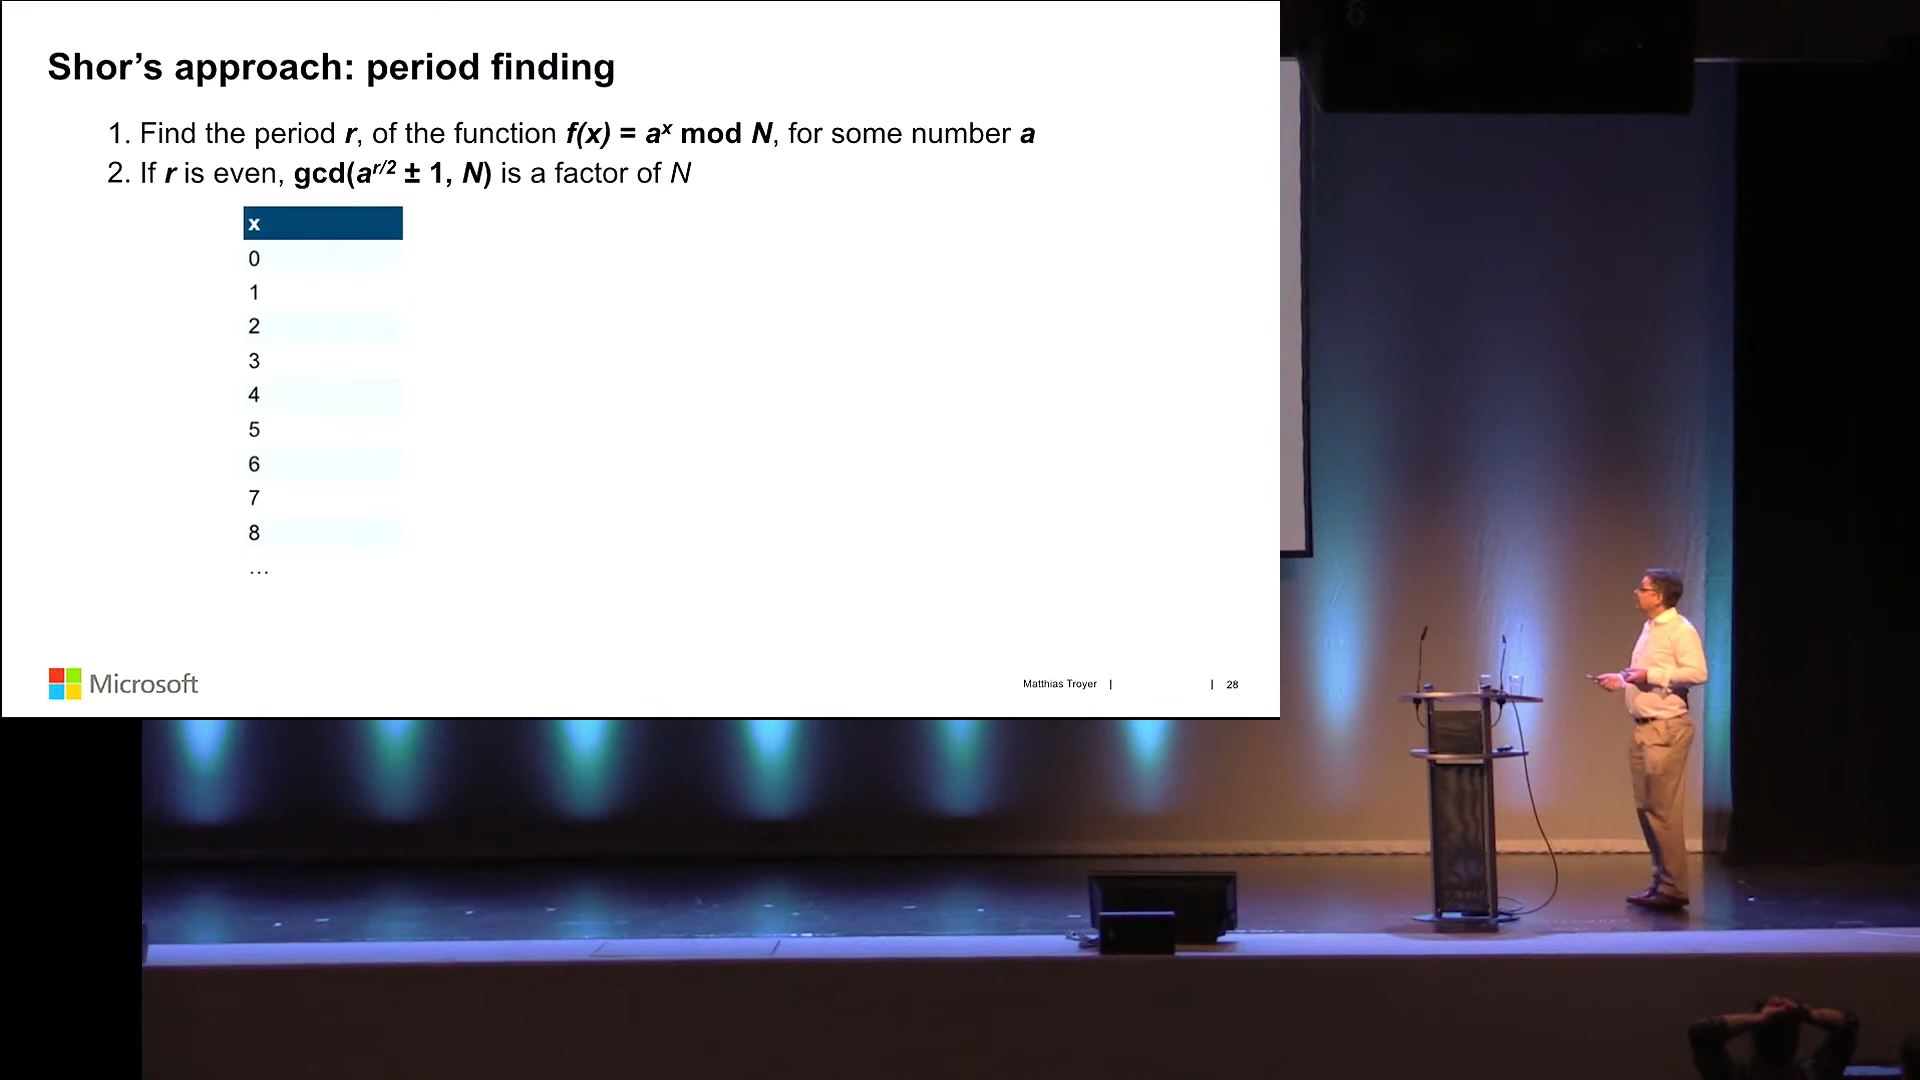 Shor's approach: period finding
1. Find the period r, of the function f(x) = aˣ mod N, for some number a
2. If r is even, gcd(a^r/2 ± 1, N) is a factor of N
x
0
1
2
3
4
5
6
7
8
...
Microsoft
Matthias Troyer | | 28